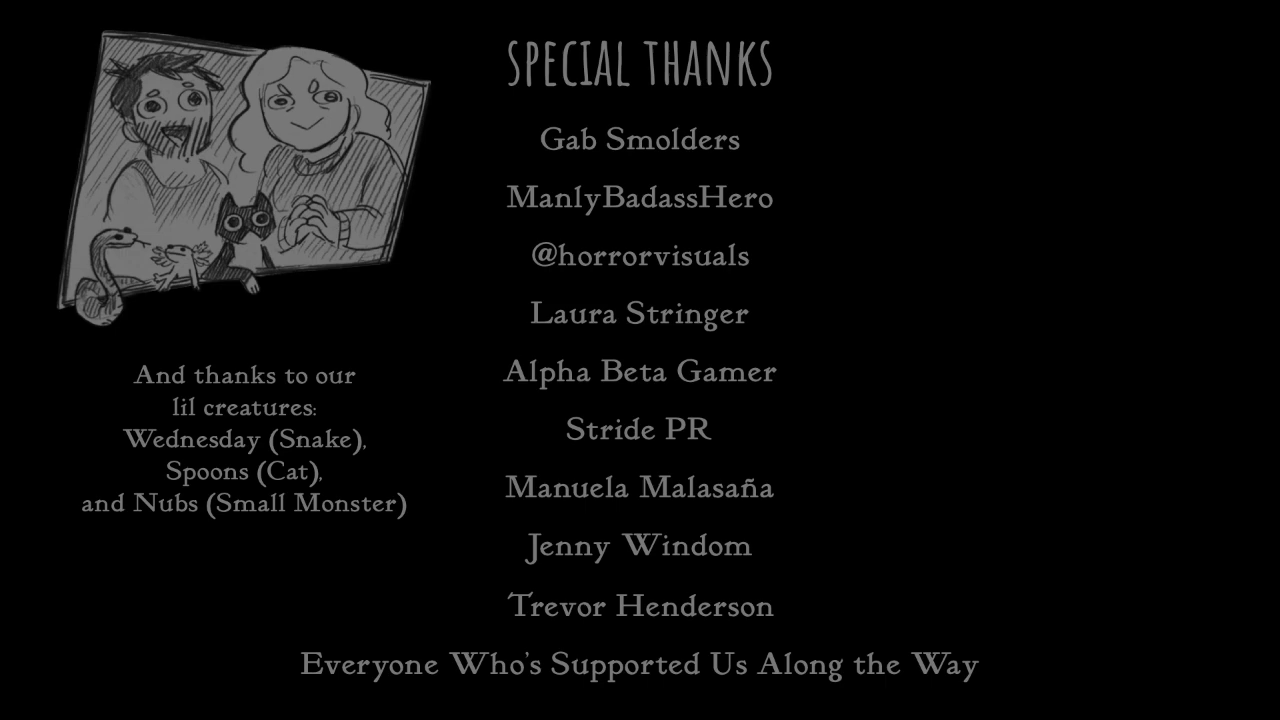 SPECIAL THANKS
Gab Smolders
ManlyBadassHero
@horrorvisuals
Laura Stringer
Alpha Beta Gamer
Stride PR
Manuela Malasaña
Jenny Windom
Trevor Henderson
Everyone Who's Supported Us Along the Way
And thanks to our
lil creatures:
Wednesday (Snake),
Spoons (Cat),
and Nubs (Small Monster)